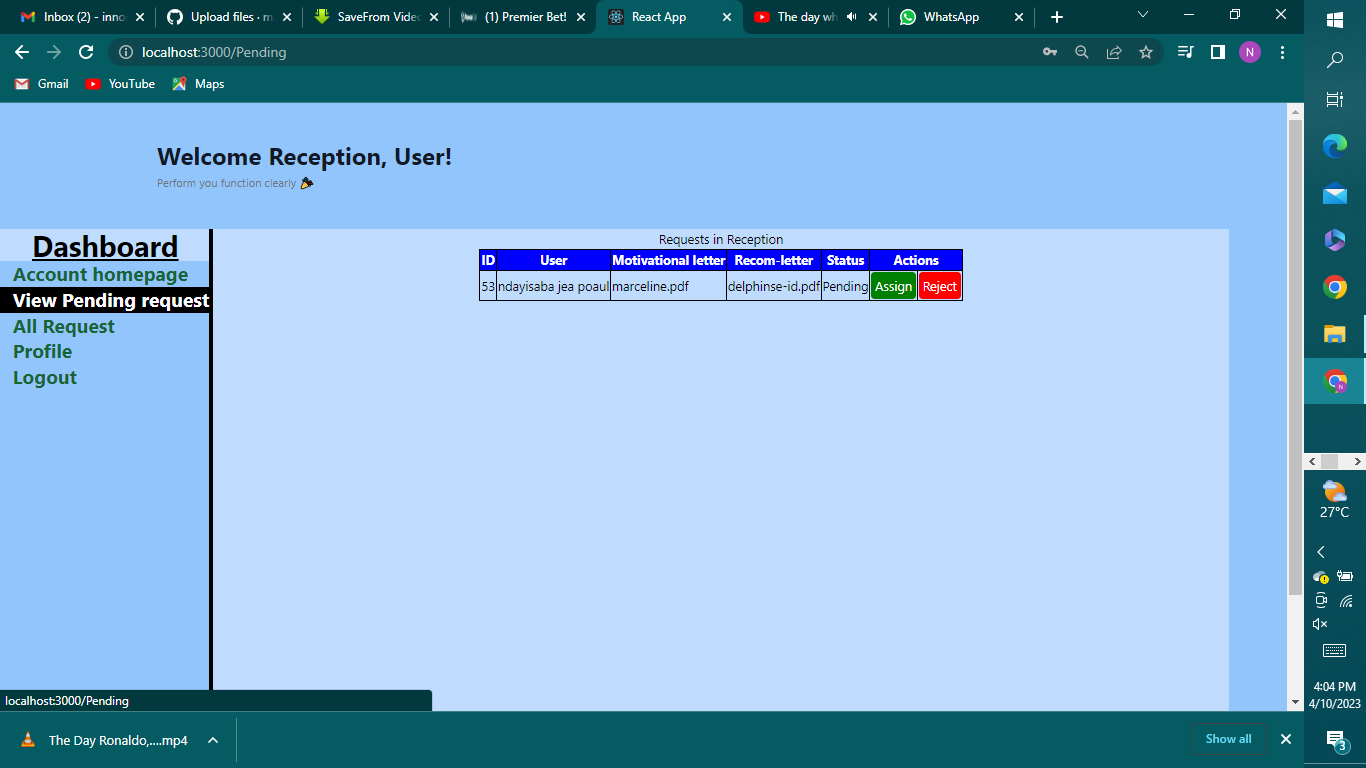 Inbox (2) - inno
Upload files · m
SaveFrom Video
(1) Premier Bet!
React App
The day wh
WhatsApp
localhost:3000/Pending
N
Gmail
YouTube
Maps
Welcome Reception, User!
Perform you function clearly
Dashboard
Account homepage
View Pending request
All Request
Profile
Logout
Requests in Reception
ID User Motivational letter Recom-letter Status Actions
53 ndayisaba jea poaul marceline.pdf delphinse-id.pdf Pending Assign Reject
localhost:3000/Pending
The Day Ronaldo,....mp4
Show all
27°C
4:04 PM
4/10/2023
3